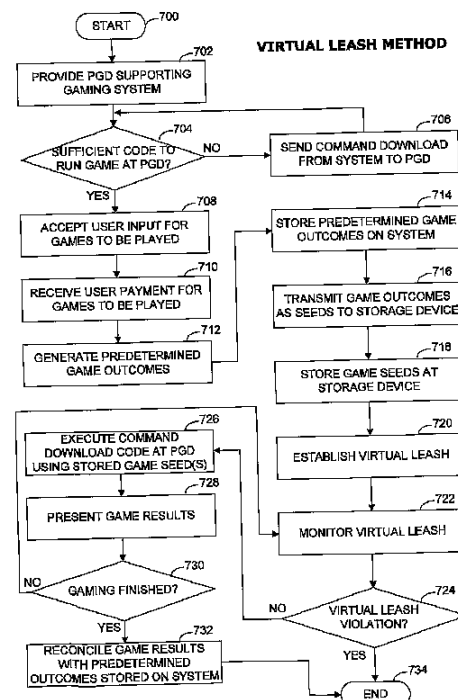 START
700
VIRTUAL LEASH METHOD
702
PROVIDE PGD SUPPORTING
GAMING SYSTEM
704
SUFFICIENT CODE TO
RUN GAME AT PGD?
NO
YES
706
SEND COMMAND DOWNLOAD
FROM SYSTEM TO PGD
708
ACCEPT USER INPUT FOR
GAMES TO BE PLAYED
710
RECEIVE USER PAYMENT FOR
GAMES TO BE PLAYED
712
GENERATE PREDETERMINED
GAME OUTCOMES
714
STORE PREDETERMINED GAME
OUTCOMES ON SYSTEM
716
TRANSMIT GAME OUTCOMES
AS SEEDS TO STORAGE DEVICE
718
STORE GAME SEEDS AT
STORAGE DEVICE
720
ESTABLISH VIRTUAL LEASH
722
MONITOR VIRTUAL LEASH
724
VIRTUAL LEASH
VIOLATION?
NO
YES
726
EXECUTE COMMAND
DOWNLOAD CODE AT PGD
USING STORED GAME SEED(S)
728
PRESENT GAME RESULTS
730
GAMING FINISHED?
NO
YES
732
RECONCILE GAME RESULTS
WITH PREDETERMINED
OUTCOMES STORED ON SYSTEM
734
END